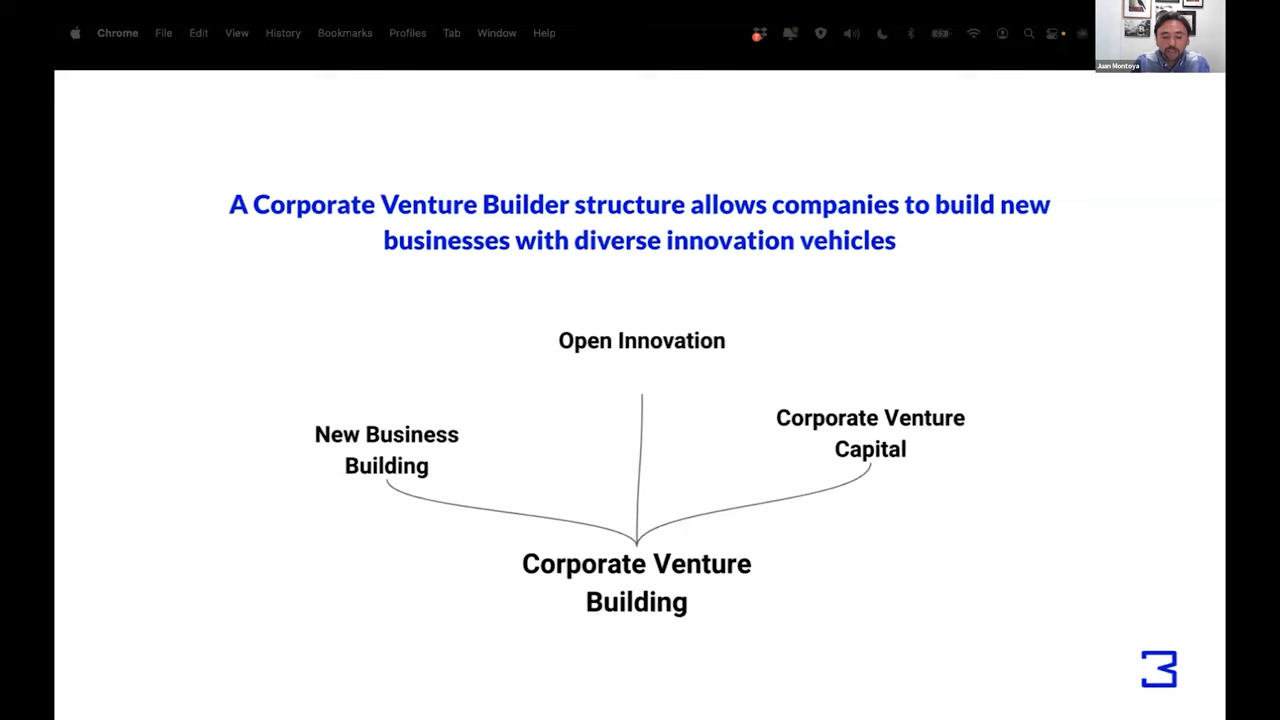 Chrome File Edit View History Bookmarks Profiles Tab Window Help
Juan Montoya
A Corporate Venture Builder structure allows companies to build new
businesses with diverse innovation vehicles
Open Innovation
New Business
Building
Corporate Venture
Capital
Corporate Venture
Building
3